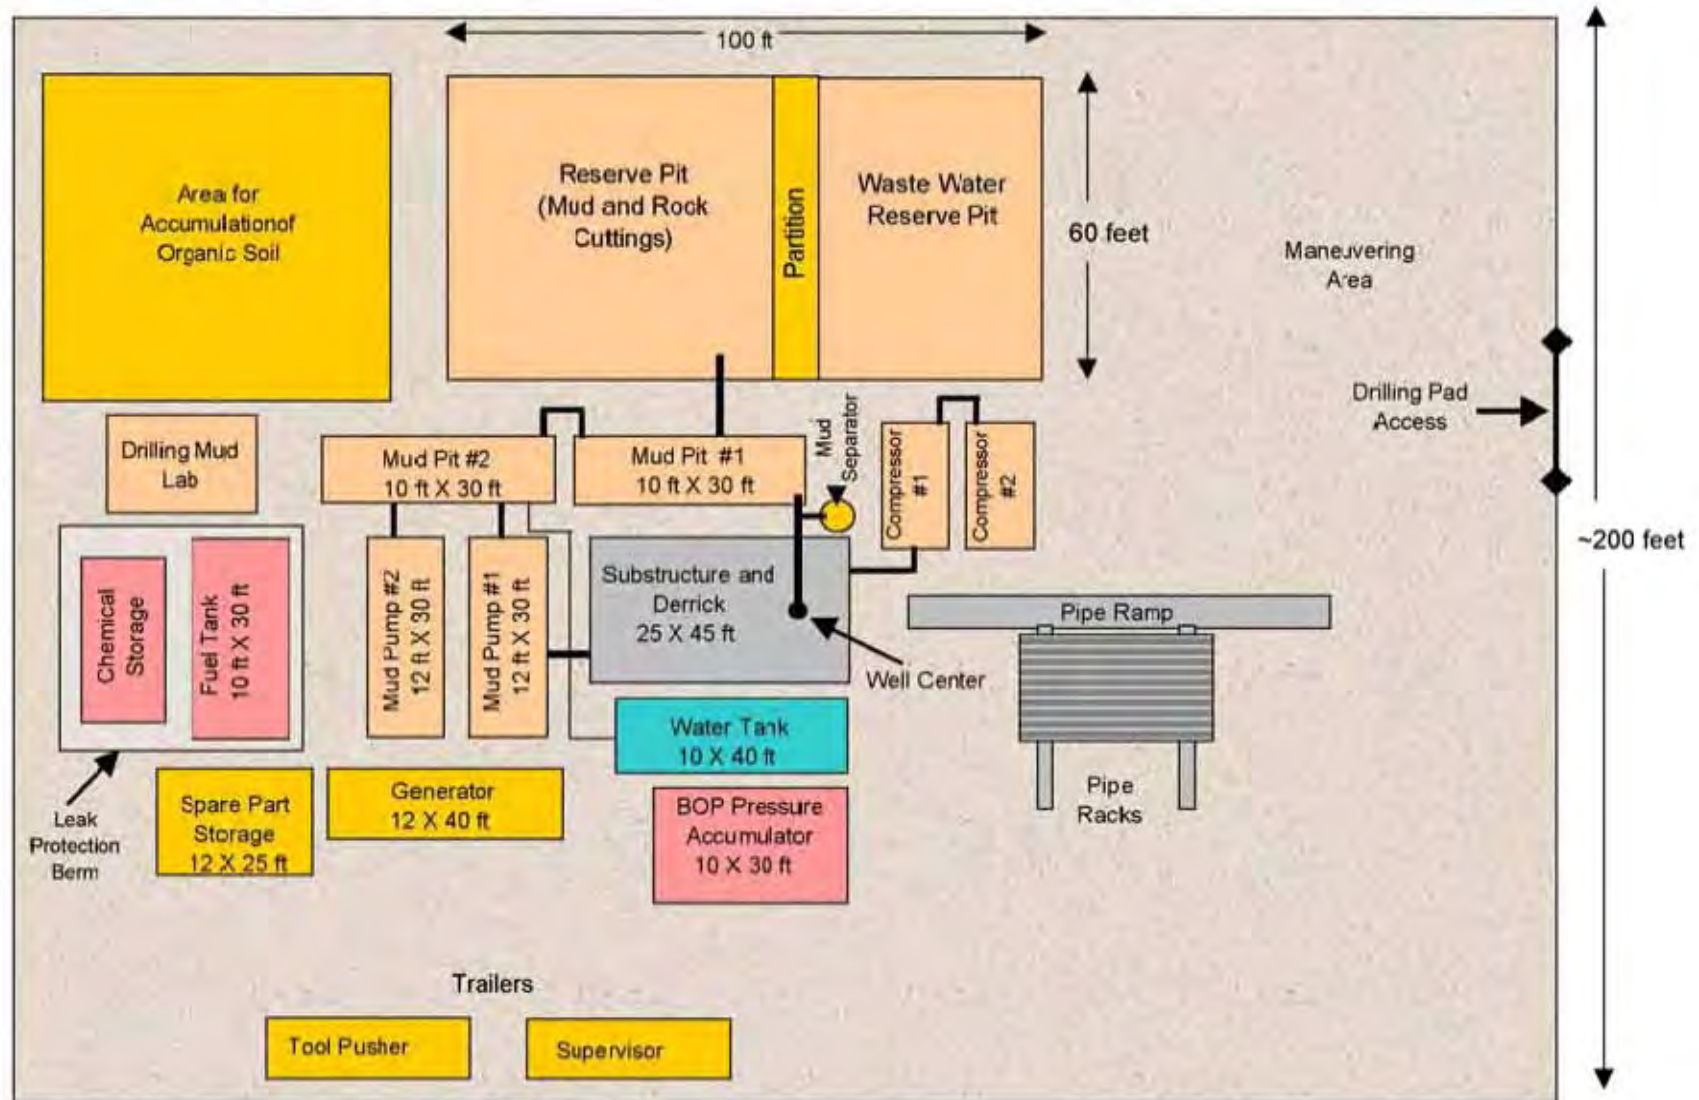 100 ft
Area for
Accumulationof
Organic Soil
Reserve Pit
(Mud and Rock
Cuttings)
Partition
Waste Water
Reserve Pit
60 feet
Maneuvering
Area
Drilling Pad
Access
~200 feet
Drilling Mud
Lab
Mud Pit #2
10 ft X 30 ft
Mud Pit #1
10 ft X 30 ft
Mud
Separator
Compressor
#1
Compressor
#2
Chemical
Storage
Fuel Tank
10 ft X 30 ft
Mud Pump #2
12 ft X 30 ft
Mud Pump #1
12 ft X 30 ft
Substructure and
Derrick
25 X 45 ft
Well Center
Pipe Ramp
Water Tank
10 X 40 ft
Leak
Protection
Berm
Spare Part
Storage
12 X 25 ft
Generator
12 X 40 ft
BOP Pressure
Accumulator
10 X 30 ft
Pipe
Racks
Trailers
Tool Pusher
Supervisor